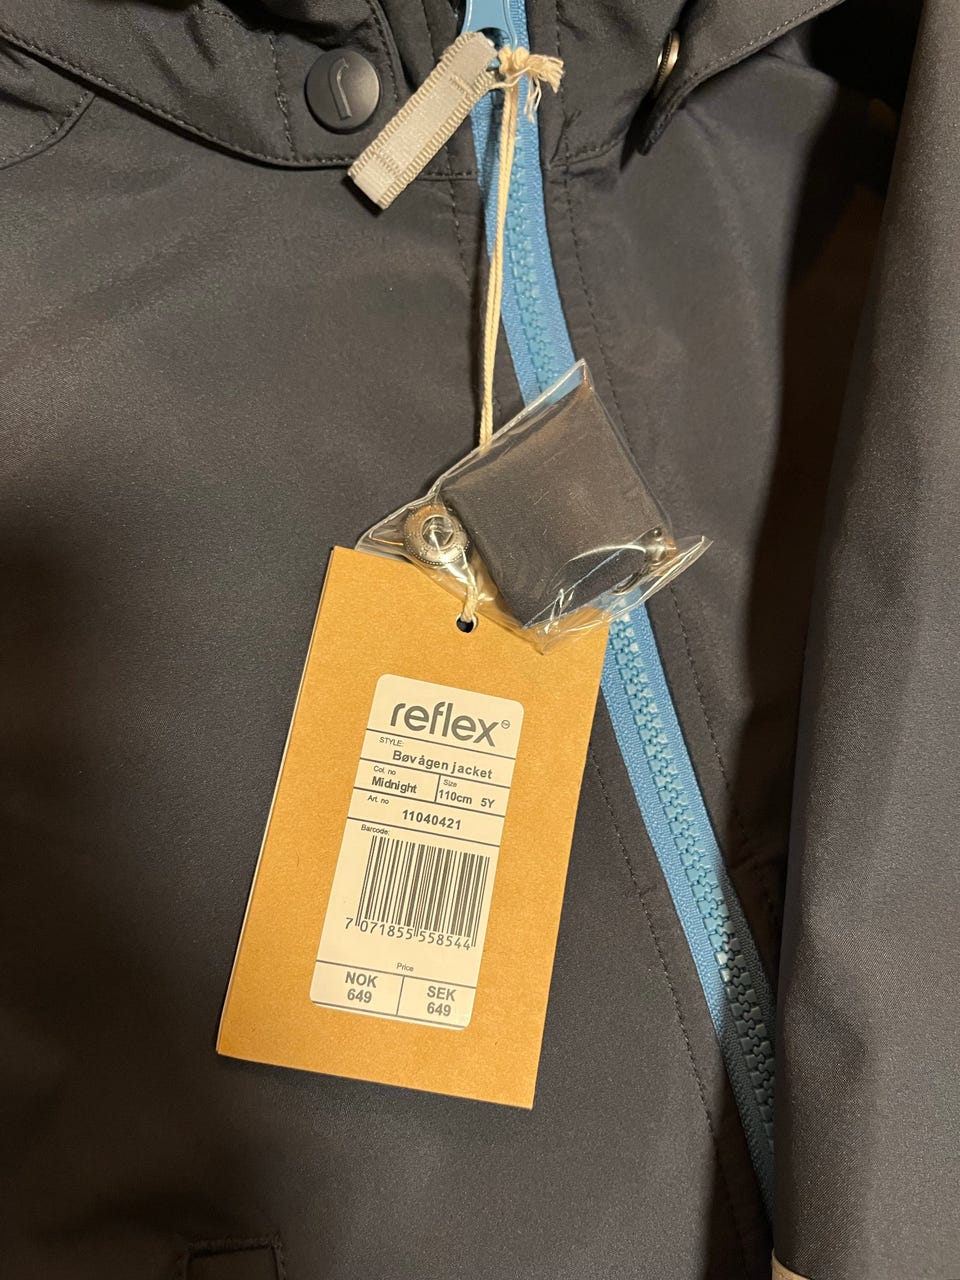 reflex
STYLE:
Bøvågen jacket
Col. no
Midnight
Size
110cm 5Y
Art. no
11040421
Barcode:
7 071855 558544
Price
NOK
649
SEK
649